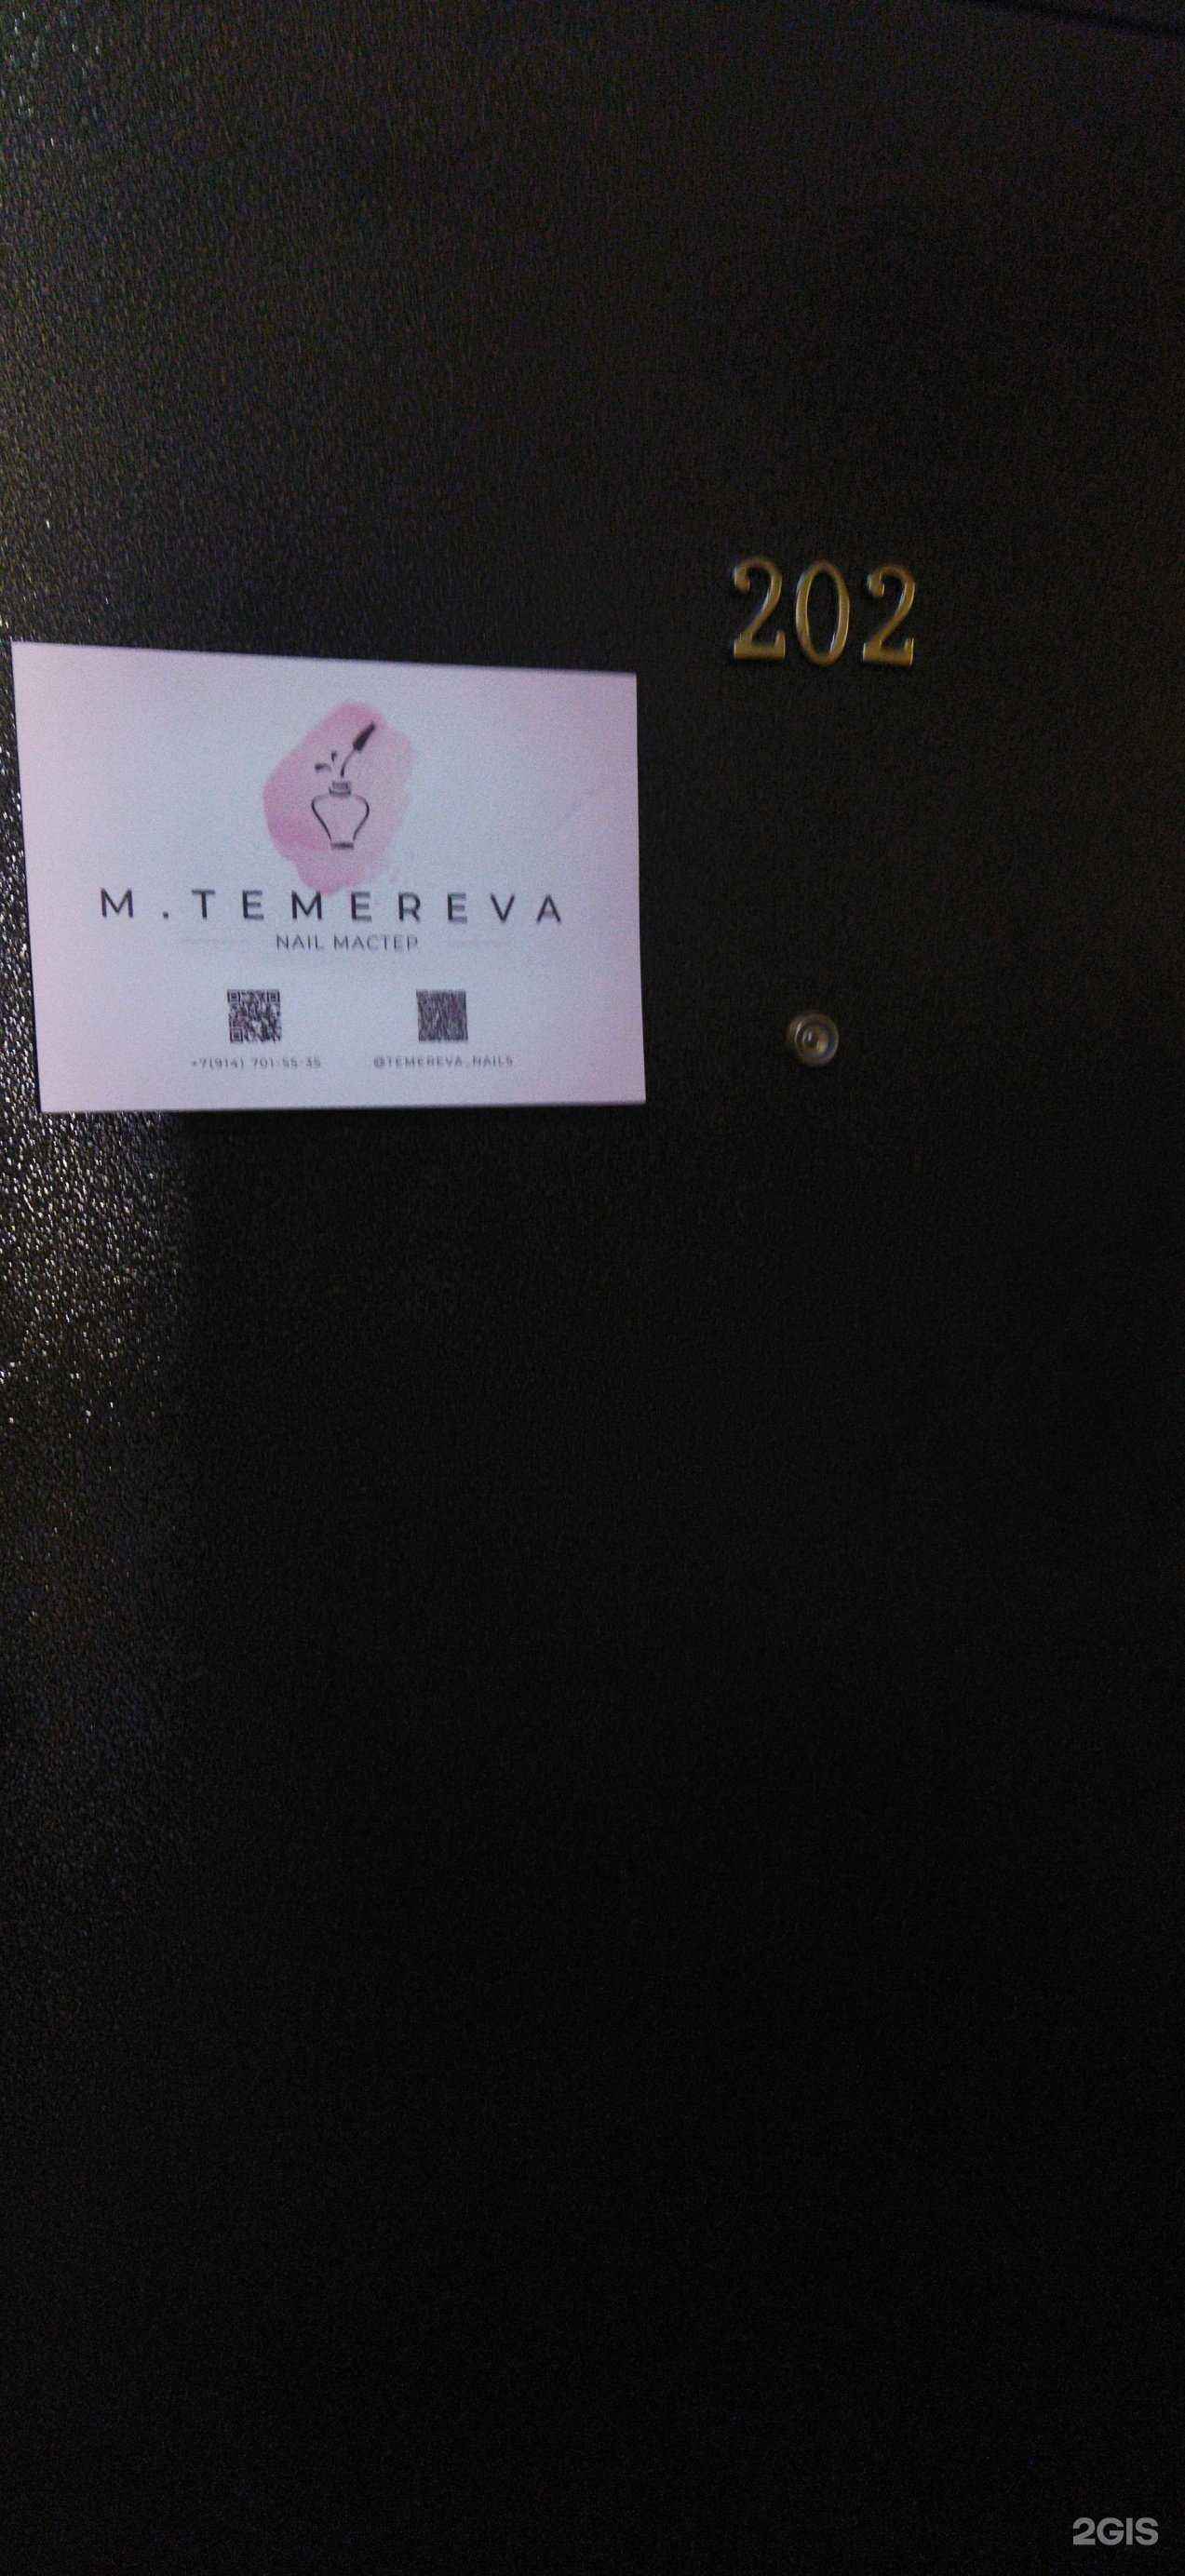 202
M.TEMEREVA
NAIL МАСТЕР
+7(914) 701-55-35
@TEMEREVA_NAILS
2GIS